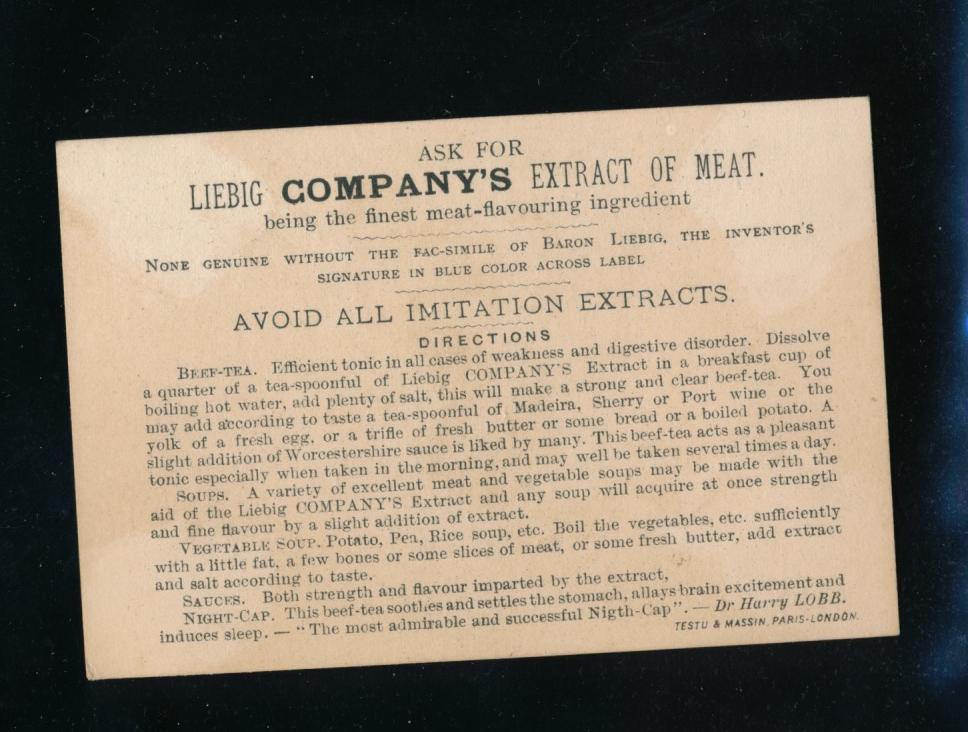 ASK FOR
LIEBIG COMPANY'S EXTRACT OF MEAT.
being the finest meat-flavouring ingredient
NONE GENUINE WITHOUT THE FAC-SIMILE OF BARON LIEBIG, THE INVENTOR'S
SIGNATURE IN BLUE COLOR ACROSS LABEL
AVOID ALL IMITATION EXTRACTS.
DIRECTIONS
BEEF-TEA. Efficient tonic in all cases of weakness and digestive disorder. Dissolve
a quarter of a tea-spoonful of Liebig COMPANY'S Extract in a breakfast cup of
boiling hot water, add plenty of salt, this will make a strong and clear beef-tea. You
may add according to taste a tea-spoonful of Madeira, Sherry or Port wine or the
yolk of a fresh egg, or a trifle of fresh butter or some bread or a boiled potato. A
slight addition of Worcestershire sauce is liked by many. This beef-tea acts as a pleasant
tonic especially when taken in the morning, and may well be taken several times a day.
SOUPS. A variety of excellent meat and vegetable soups may be made with the
aid of the Liebig COMPANY'S Extract and any soup will acquire at once strength
and fine flavour by a slight addition of extract.
VEGETABLE SOUP. Potato, Pea, Rice soup, etc. Boil the vegetables, etc. sufficiently
with a little fat, a few bones or some slices of meat, or some fresh butter, add extract
and salt according to taste.
SAUCES. Both strength and flavour imparted by the extract,
NIGHT-CAP. This beef-tea soothes and settles the stomach, allays brain excitement and
induces sleep. — "The most admirable and successful Nigth-Cap". — Dr Harry LOBB.
TESTU & MASSIN, PARIS-LONDON.